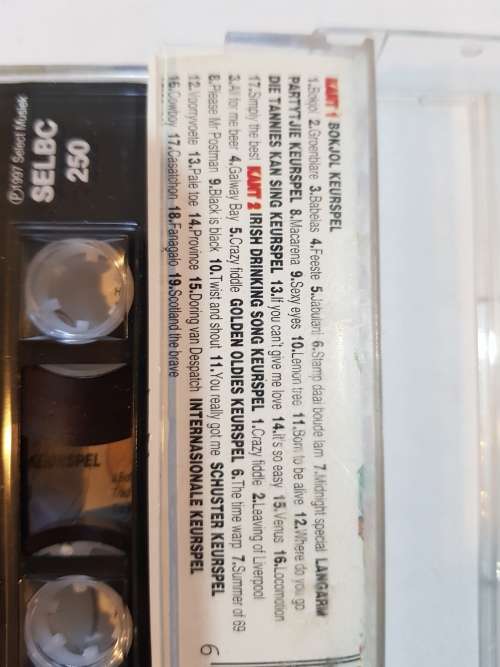 KANT 1 BOKJOL KEURSPEL
1.Bokjol 2.Groenblare 3.Babelas 4.Feeste 5.Jabulani 6.Stamp daai boude lam 7.Midnight special LANGARM
PARTYTJIE KEURSPEL 8.Macarena 9.Sexy eyes 10.Lemon tree 11.Born to be alive 12.Where do you go
DIE TANNIES KAN SING KEURSPEL 13.If you can't give me love 14.It's so easy 15.Venus 16.Locomotion
17.Simply the best KANT 2 IRISH DRINKING SONG KEURSPEL 1.Crazy fiddle 2.Leaving of Liverpool
3.All for me beer 4.Galway Bay 5.Crazy fiddle GOLDEN OLDIES KEURSPEL 6.The time warp 7.Summer of 69
8.Please Mr Postman 9.Black is black 10.Twist and shout 11.You really got me SCHUSTER KEURSPEL
12.Voorryvoete 13.Pale toe 14.Province 15.Doring van Despatch INTERNASIONALE KEURSPEL
16.Cowboy 17.Casatchon 18.Fanagalo 19.Scotland the brave
6
SELBC
250
Ⓟ 1997 Select Musiek